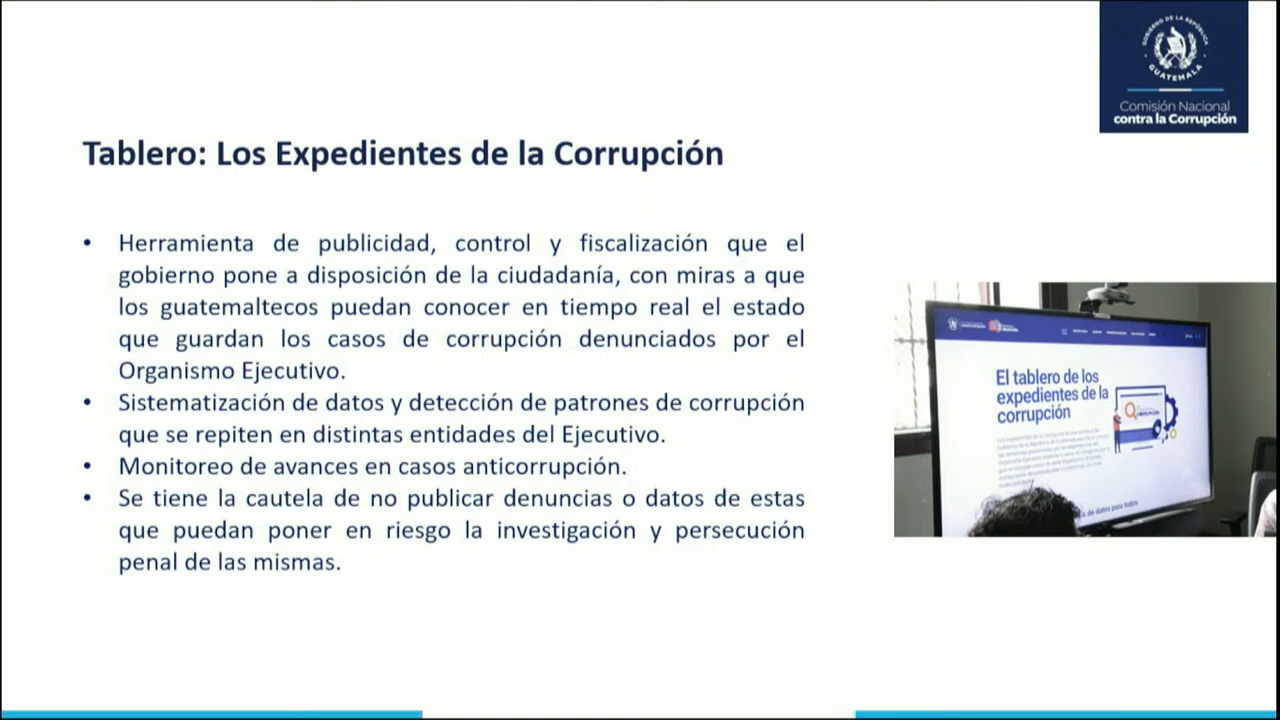 GOBIERNO DE LA REPÚBLICA
GUATEMALA
Comisión Nacional
contra la Corrupción
Tablero: Los Expedientes de la Corrupción
• Herramienta de publicidad, control y fiscalización que el
gobierno pone a disposición de la ciudadanía, con miras a que
los guatemaltecos puedan conocer en tiempo real el estado
que guardan los casos de corrupción denunciados por el
Organismo Ejecutivo.
• Sistematización de datos y detección de patrones de corrupción
que se repiten en distintas entidades del Ejecutivo.
• Monitoreo de avances en casos anticorrupción.
• Se tiene la cautela de no publicar denuncias o datos de estas
que puedan poner en riesgo la investigación y persecución
penal de las mismas.
El tablero de los
expedientes de la
corrupción
de datos para todos